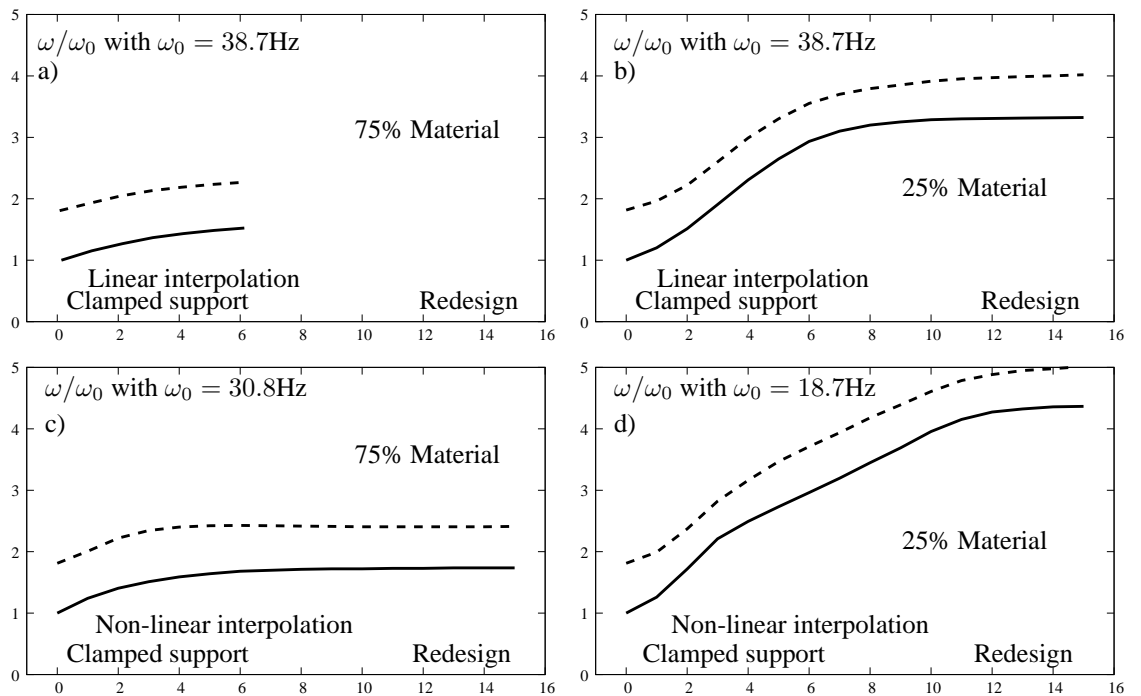 5
4
3
2
1
0
ω/ω0 with ω0 = 38.7Hz
a)
75% Material
Linear interpolation
Clamped support Redesign
0 2 4 6 8 10 12 14 16
5
4
3
2
1
0
ω/ω0 with ω0 = 38.7Hz
b)
25% Material
Linear interpolation
Clamped support Redesign
0 2 4 6 8 10 12 14 16
5
4
3
2
1
0
ω/ω0 with ω0 = 30.8Hz
c)
75% Material
Non-linear interpolation
Clamped support Redesign
0 2 4 6 8 10 12 14 16
5
4
3
2
1
0
ω/ω0 with ω0 = 18.7Hz
d)
25% Material
Non-linear interpolation
Clamped support Redesign
0 2 4 6 8 10 12 14 16